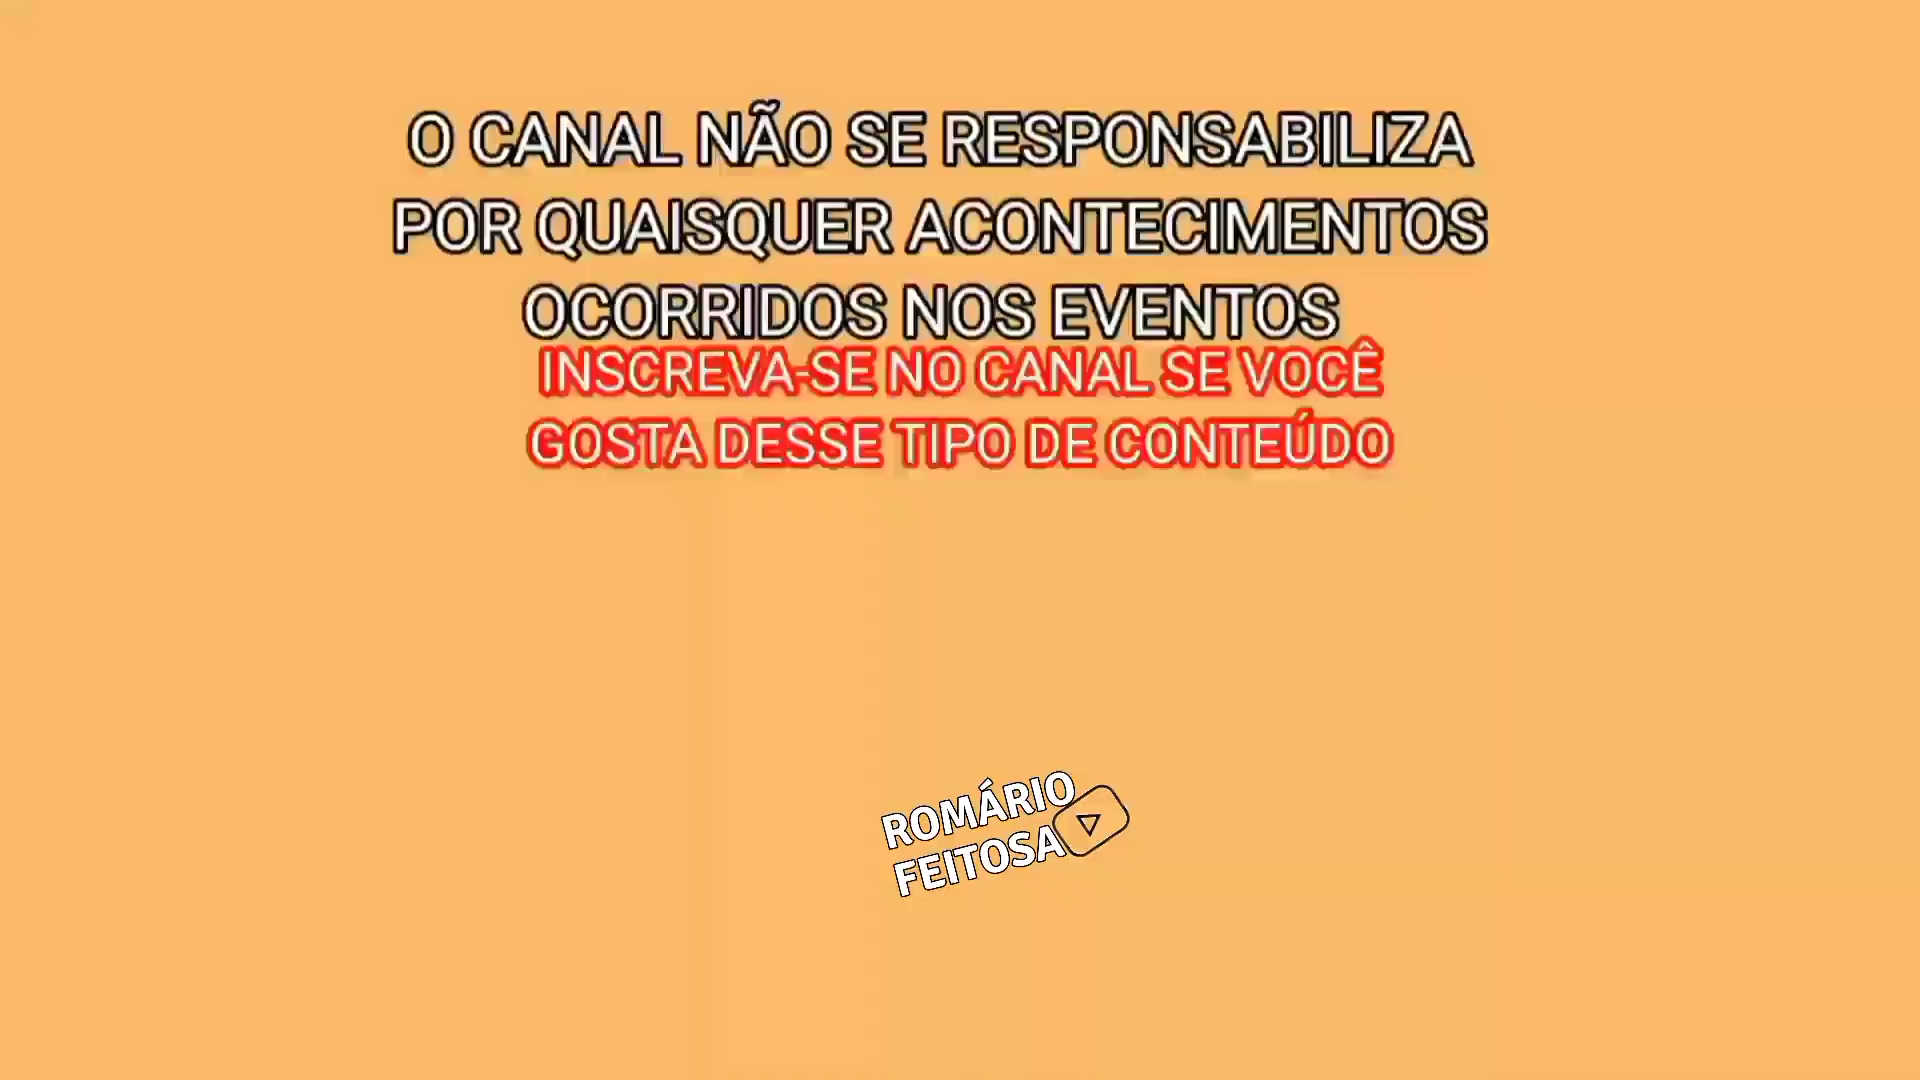 O CANAL NÃO SE RESPONSABILIZA
POR QUAISQUER ACONTECIMENTOS
OCORRIDOS NOS EVENTOS
INSCREVA-SE NO CANAL SE VOCÊ
GOSTA DESSE TIPO DE CONTEÚDO
ROMÁRIO
FEITOSA